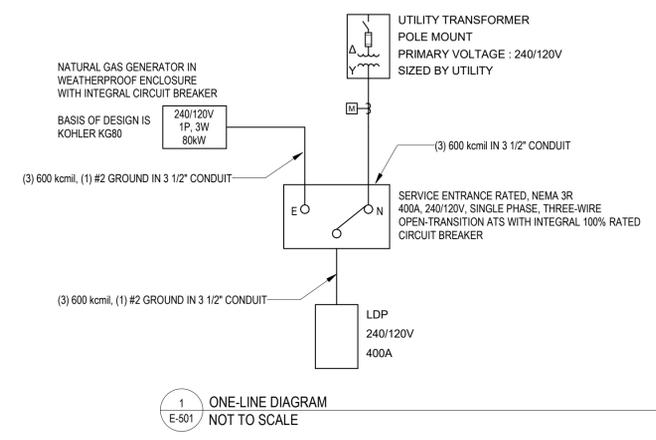 UTILITY TRANSFORMER
POLE MOUNT
PRIMARY VOLTAGE : 240/120V
SIZED BY UTILITY
Δ
Y
NATURAL GAS GENERATOR IN
WEATHERPROOF ENCLOSURE
WITH INTEGRAL CIRCUIT BREAKER
BASIS OF DESIGN IS
KOHLER KG80
240/120V
1P, 3W
80kW
M
(3) 600 kcmil IN 3 1/2" CONDUIT
(3) 600 kcmil, (1) #2 GROUND IN 3 1/2" CONDUIT
E
N
SERVICE ENTRANCE RATED, NEMA 3R
400A, 240/120V, SINGLE PHASE, THREE-WIRE
OPEN-TRANSITION ATS WITH INTEGRAL 100% RATED
CIRCUIT BREAKER
(3) 600 kcmil, (1) #2 GROUND IN 3 1/2" CONDUIT
LDP
240/120V
400A
1
E-501
ONE-LINE DIAGRAM
NOT TO SCALE